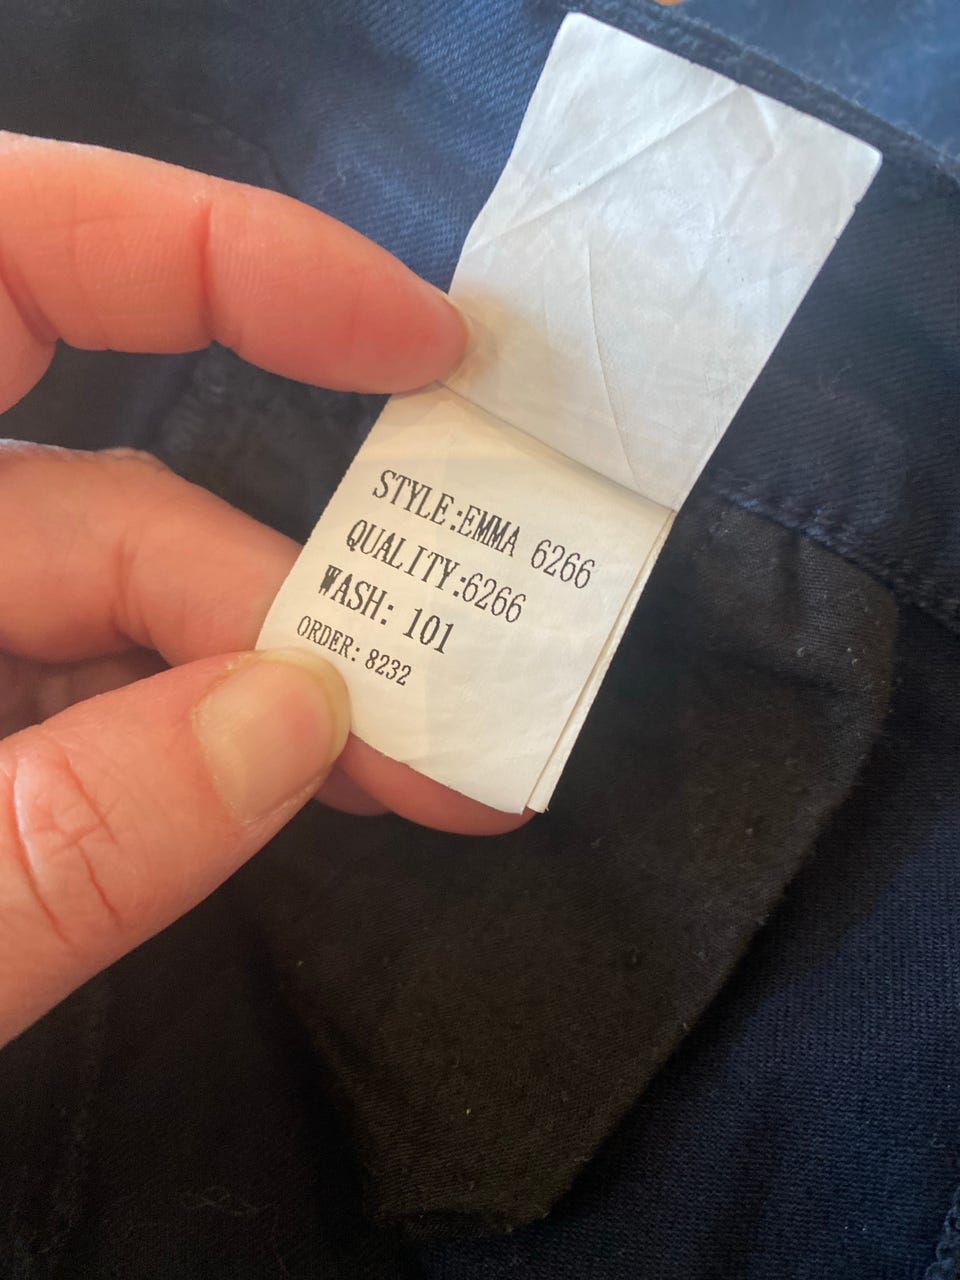 STYLE:EMMA 6266
QUALITY:6266
WASH: 101
ORDER: 8232